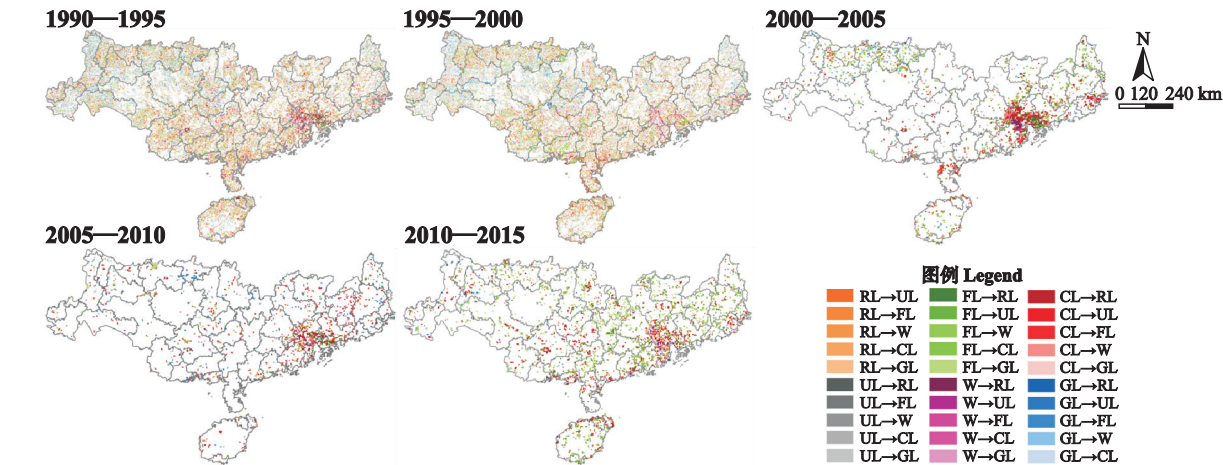 1990—1995
1995—2000
2000—2005
N
0 120 240 km
2005—2010
2010—2015
图例 Legend
RL→UL FL→RL CL→RL
RL→FL FL→UL CL→UL
RL→W FL→W CL→FL
RL→CL FL→CL CL→W
RL→GL FL→GL CL→GL
UL→RL W→RL GL→RL
UL→FL W→UL GL→UL
UL→W W→FL GL→FL
UL→CL W→CL GL→W
UL→GL W→GL GL→CL